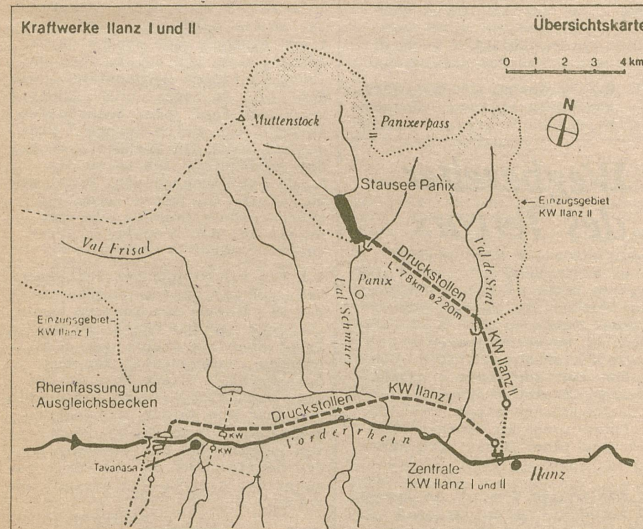 Kraftwerke Ilanz I und II
Übersichtskarte
0 1 2 3 4 km
N
Muttenstock
Panixerpass
Stausee Panix
Einzugsgebiet
KW Ilanz II
Val Frisal
Druckstollen
L = 7.8 km ø 2.20m
Val de Siat
Panix
Val Schmuer
Einzugsgebiet
KW Ilanz I
KW Ilanz II
Rheinfassung und
Ausgleichsbecken
Druckstollen
KW Ilanz I
KW
KW
Vorderrhein
Tavanasa
Zentrale
KW Ilanz I und II
Ilanz